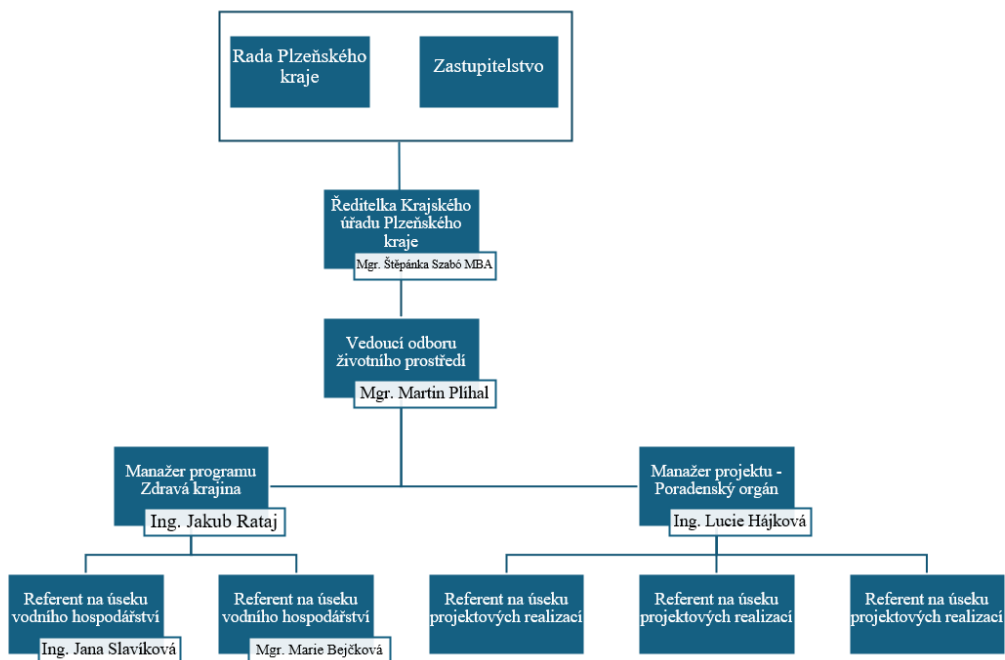 Rada Plzeňského
kraje
Zastupitelstvo
Ředitelka Krajského
úřadu Plzeňského
kraje
Mgr. Štěpánka Szabó MBA
Vedoucí odboru
životního prostředí
Mgr. Martin Plíhal
Manažer programu
Zdravá krajina
Ing. Jakub Rataj
Manažer projektu -
Poradenský orgán
Ing. Lucie Hájková
Referent na úseku
vodního hospodářství
Ing. Jana Slavíková
Referent na úseku
vodního hospodářství
Mgr. Marie Bejčková
Referent na úseku
projektových realizací
Referent na úseku
projektových realizací
Referent na úseku
projektových realizací